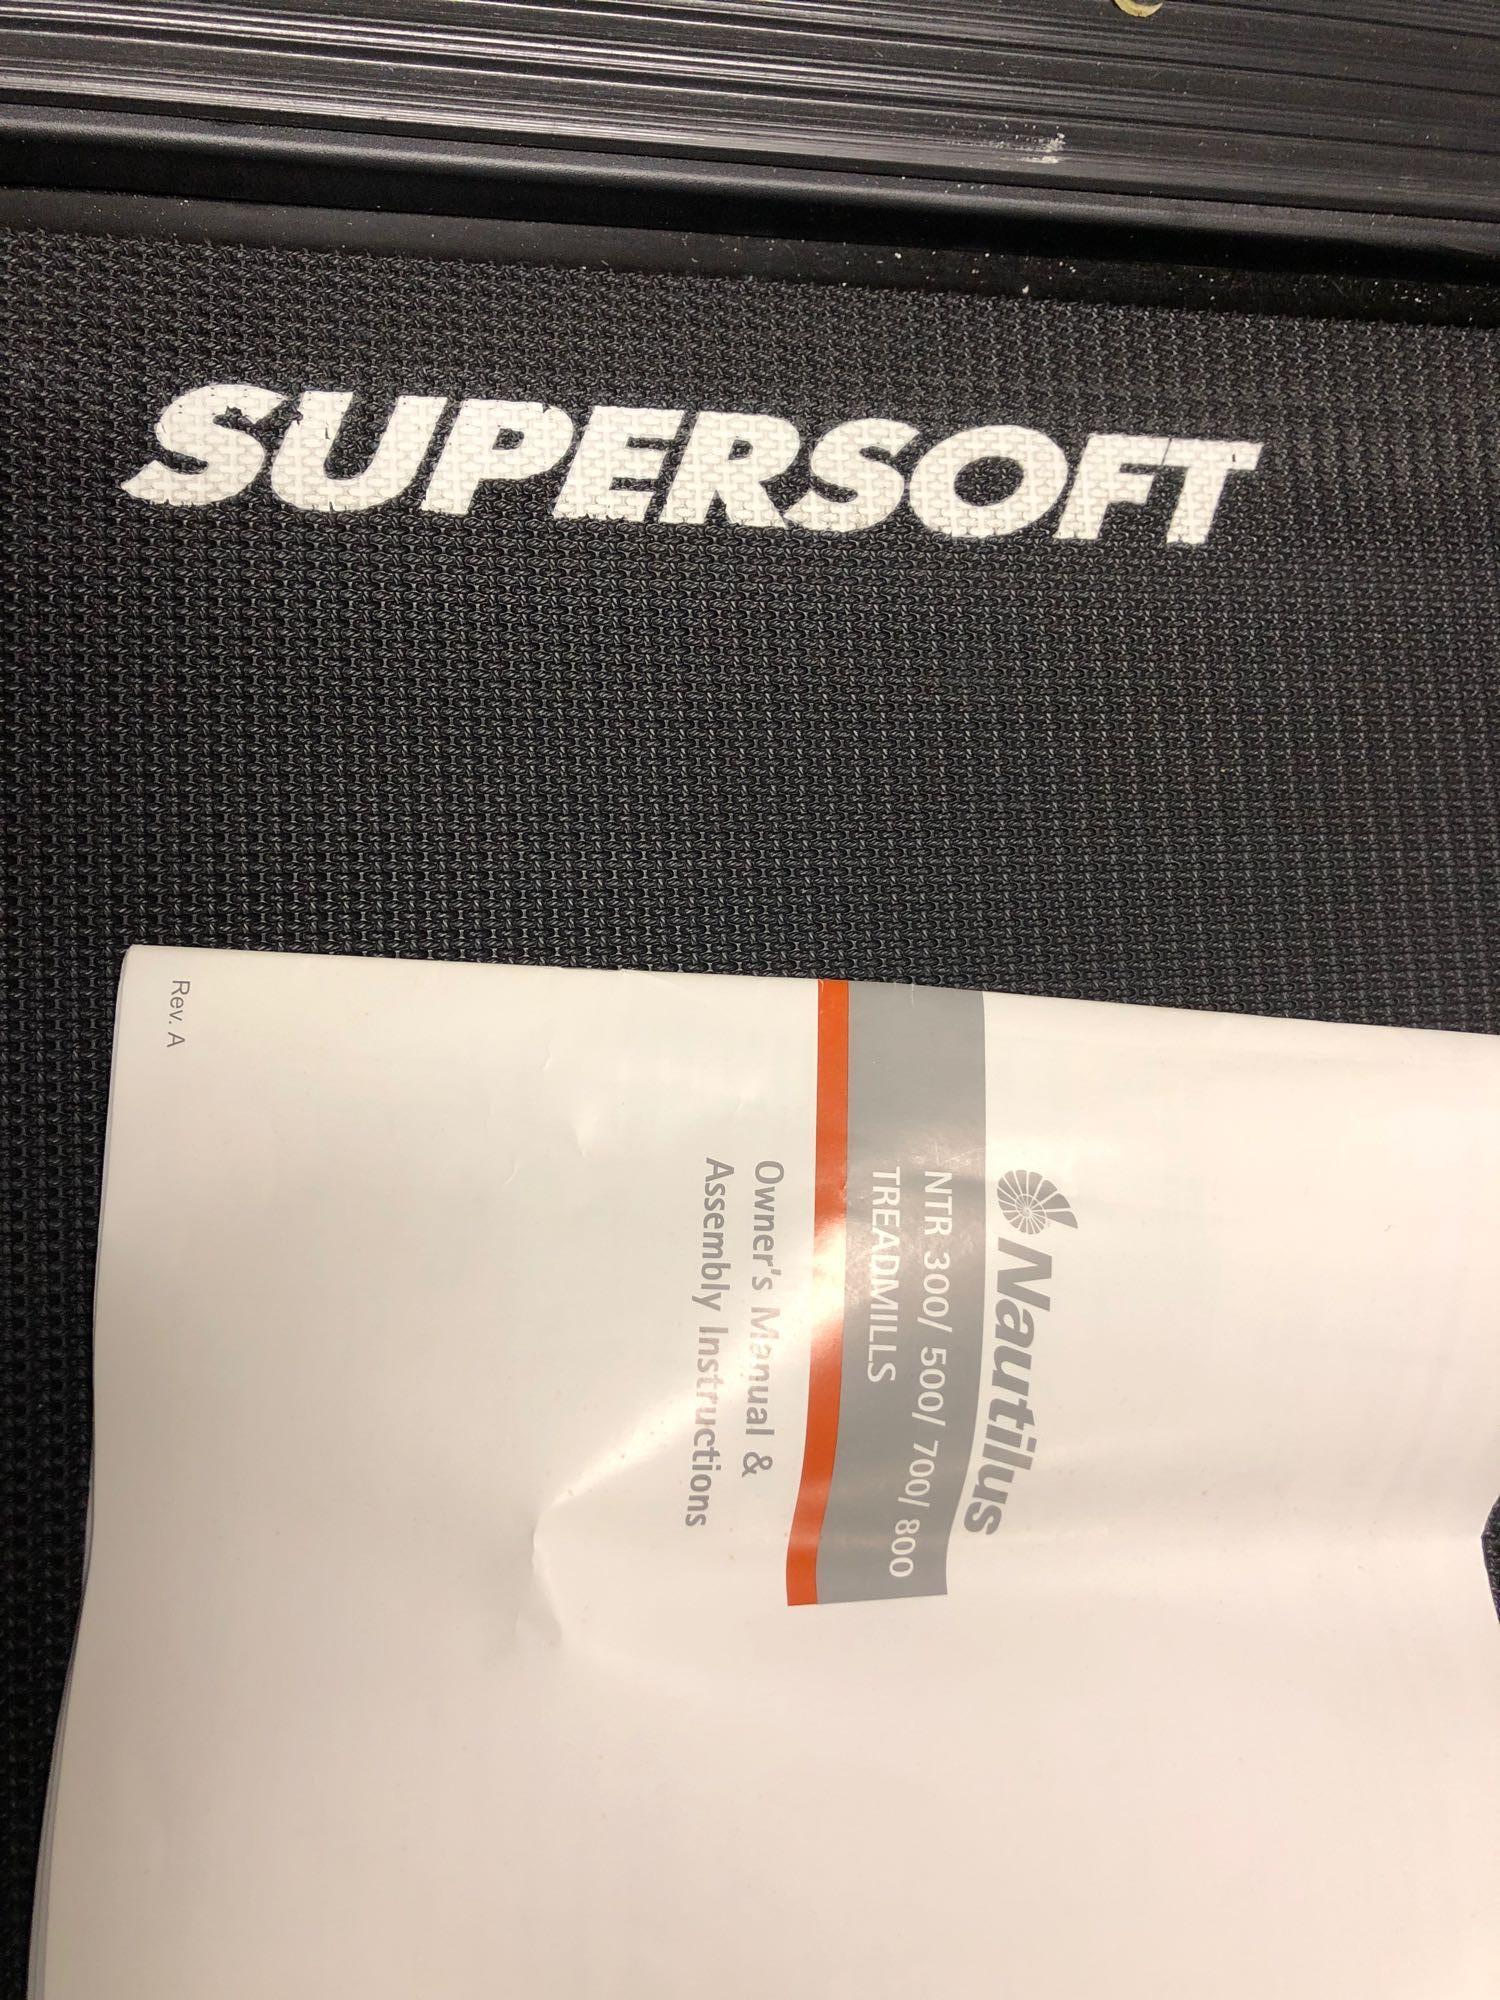 SUPERSOFT
Nautilus
NTR 300/ 500/ 700/ 800
TREADMILLS
Owner's Manual &
Assembly Instructions
Rev. A